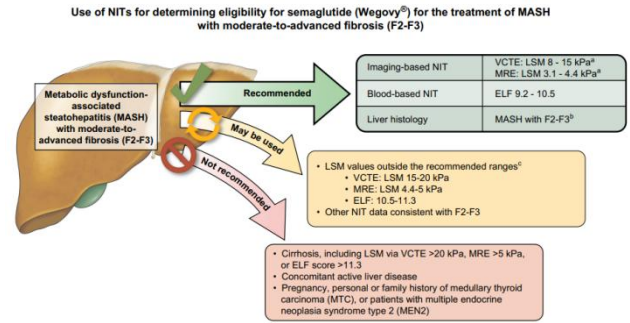 Use of NITs for determining eligibility for semaglutide (Wegovy®) for the treatment of MASH
with moderate-to-advanced fibrosis (F2-F3)
Metabolic dysfunction-
associated
steatohepatitis (MASH)
with moderate-to-
advanced fibrosis (F2-F3)
Recommended
Imaging-based NIT
VCTE: LSM 8 - 15 kPaª
MRE: LSM 3.1 - 4.4 kPaª
Blood-based NIT
ELF 9.2 - 10.5
Liver histology
MASH with F2-F3ᵇ
May be used
• LSM values outside the recommended rangesᶜ
• VCTE: LSM 15-20 kPa
• MRE: LSM 4.4-5 kPa
• ELF: 10.5-11.3
• Other NIT data consistent with F2-F3
Not recommended
• Cirrhosis, including LSM via VCTE >20 kPa, MRE >5 kPa,
or ELF score >11.3
• Concomitant active liver disease
• Pregnancy, personal or family history of medullary thyroid
carcinoma (MTC), or patients with multiple endocrine
neoplasia syndrome type 2 (MEN2)